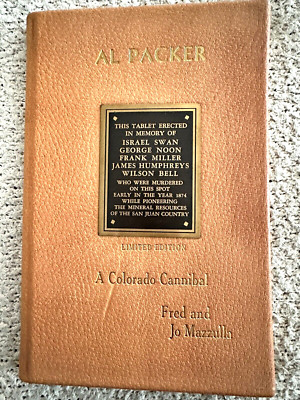 AL PACKER
THIS TABLET ERECTED
IN MEMORY OF
ISRAEL SWAN
GEORGE NOON
FRANK MILLER
JAMES HUMPHREYS
WILSON BELL
WHO WERE MURDERED
ON THIS SPOT
EARLY IN THE YEAR 1874
WHILE PIONEERING
THE MINERAL RESOURCES
OF THE SAN JUAN COUNTRY
LIMITED EDITION
A Colorado Cannibal
Fred and
Jo Mazzulla